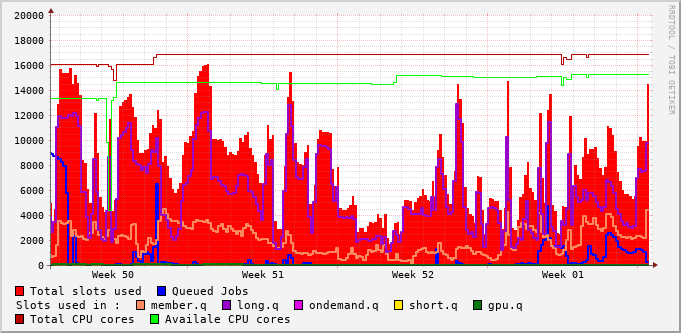 RRDTOOL / TOBI OETIKER
20000
18000
16000
14000
12000
10000
8000
6000
4000
2000
0
Week 50 Week 51 Week 52 Week 01
Total slots used Queued Jobs
Slots used in : member.q long.q ondemand.q short.q gpu.q
Total CPU cores Availale CPU cores